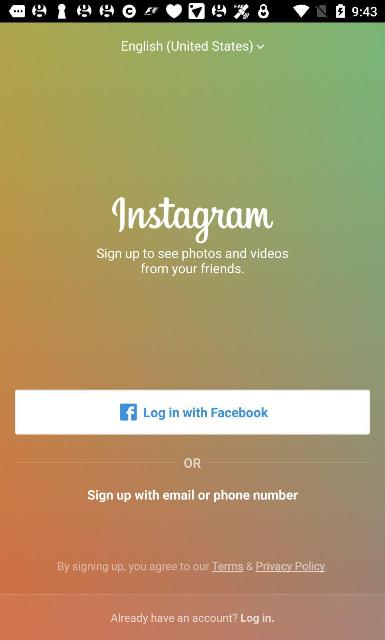 9:43
English (United States)
Instagram
Sign up to see photos and videos
from your friends.
Log in with Facebook
OR
Sign up with email or phone number
By signing up, you agree to our Terms & Privacy Policy.
Already have an account? Log in.